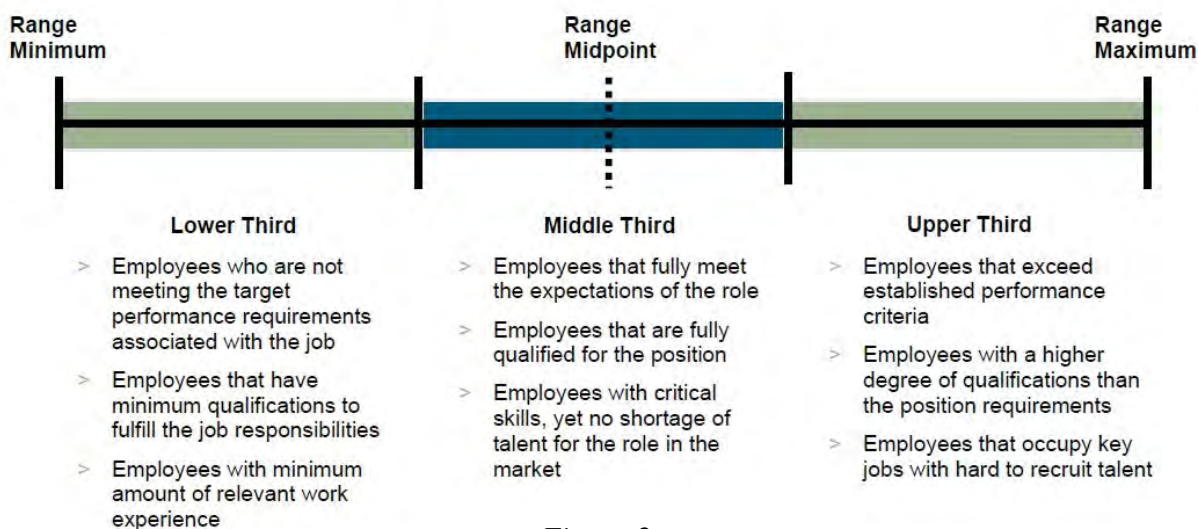 Range
Minimum
Range
Midpoint
Range
Maximum
Lower Third
> Employees who are not
meeting the target
performance requirements
associated with the job
> Employees that have
minimum qualifications to
fulfill the job responsibilities
> Employees with minimum
amount of relevant work
experience
Middle Third
> Employees that fully meet
the expectations of the role
> Employees that are fully
qualified for the position
> Employees with critical
skills, yet no shortage of
talent for the role in the
market
Upper Third
> Employees that exceed
established performance
criteria
> Employees with a higher
degree of qualifications than
the position requirements
> Employees that occupy key
jobs with hard to recruit talent